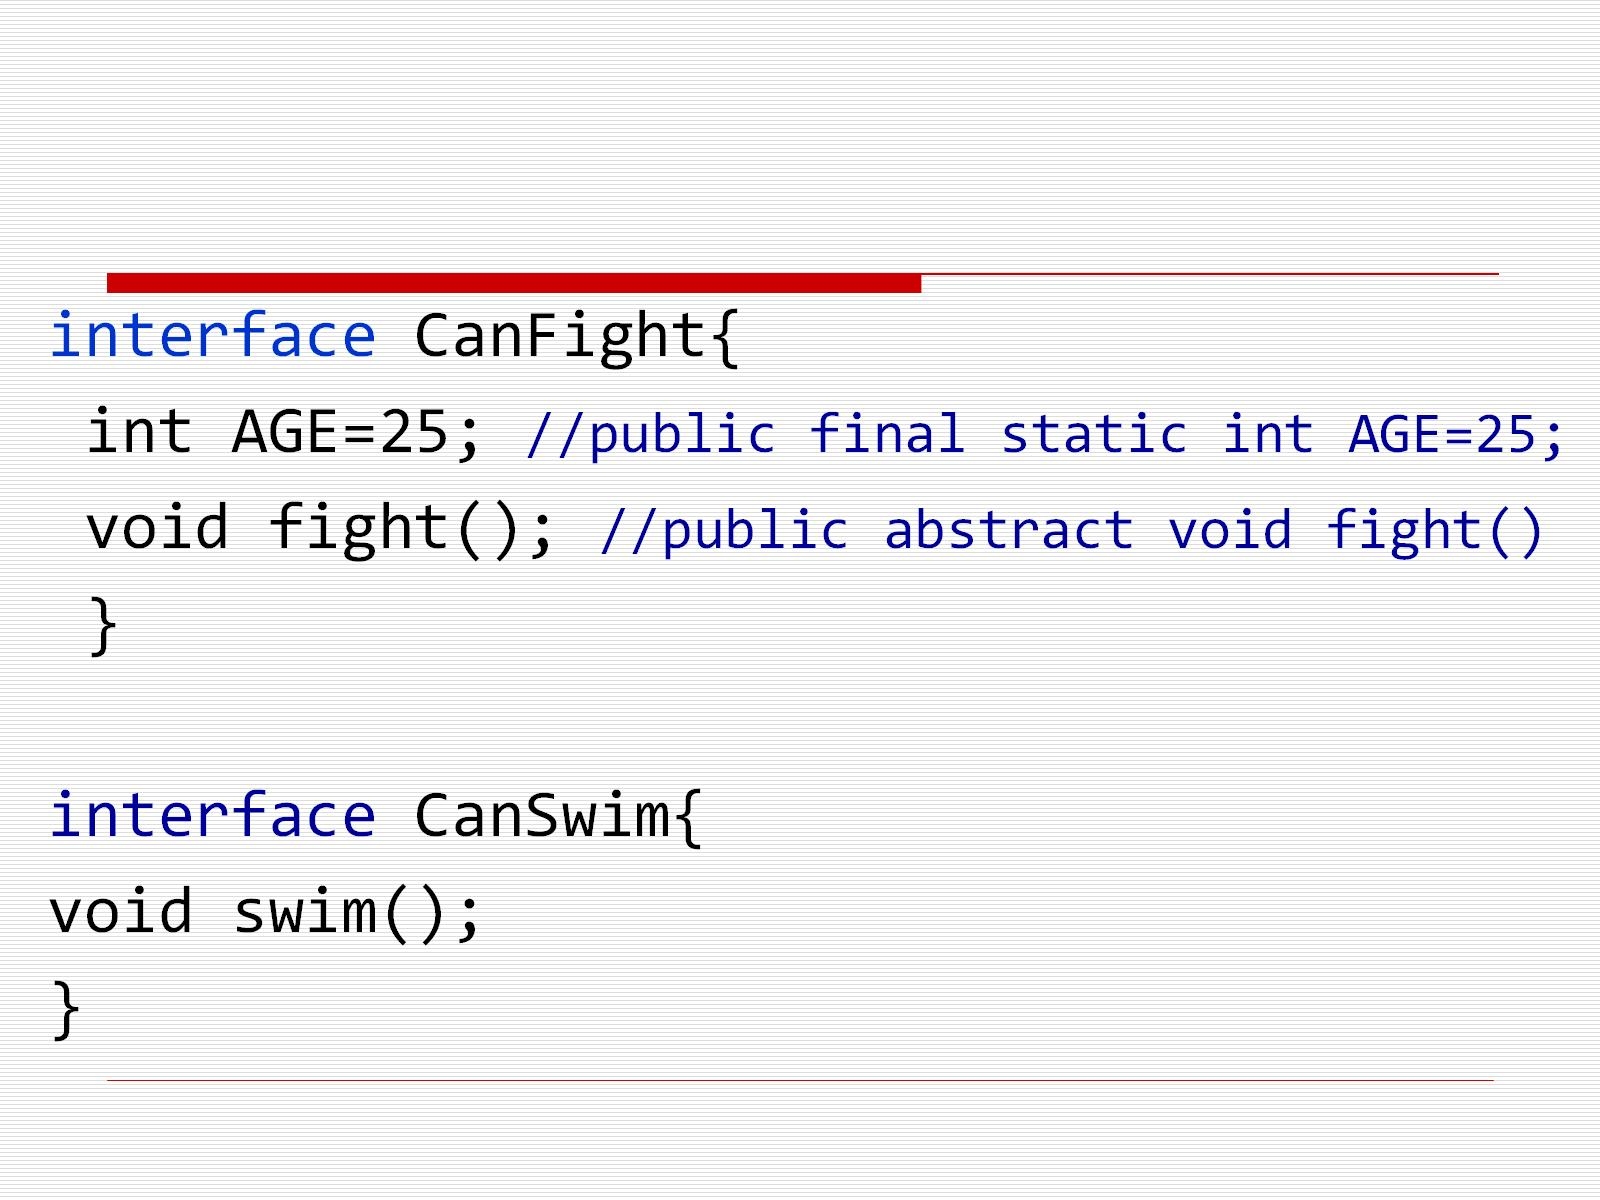 interface CanFight{
int AGE=25; //public final static int AGE=25;
void fight(); //public abstract void fight()
}
interface CanSwim{
void swim();
}